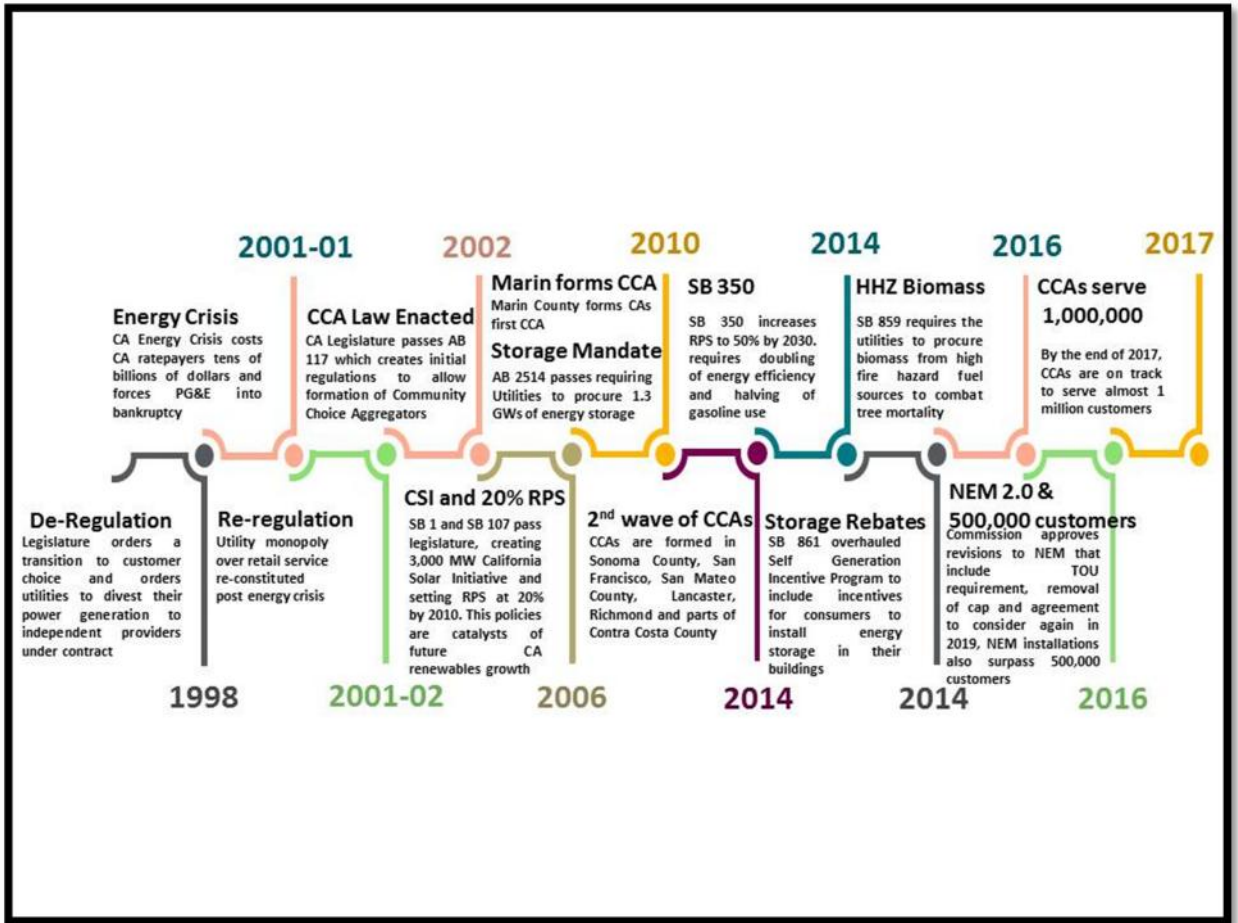 2001-01
2002
2010
2014
2016
2017
Energy Crisis
CA Energy Crisis costs
CA ratepayers tens of
billions of dollars and
forces PG&E into
bankruptcy
CCA Law Enacted
CA Legislature passes AB
117 which creates initial
regulations to allow
formation of Community
Choice Aggregators
Marin forms CCA
Marin County forms CAs
first CCA
Storage Mandate
AB 2514 passes requiring
Utilities to procure 1.3
GWs of energy storage
SB 350
SB 350 increases
RPS to 50% by 2030.
requires doubling
of energy efficiency
and halving of
gasoline use
HHZ Biomass
SB 859 requires the
utilities to procure
biomass from high
fire hazard fuel
sources to combat
tree mortality
CCAs serve
1,000,000
By the end of 2017,
CCAs are on track
to serve almost 1
million customers
De-Regulation
Legislature orders a
transition to customer
choice and orders
utilities to divest their
power generation to
independent providers
under contract
Re-regulation
Utility monopoly
over retail service
re-constituted
post energy crisis
CSI and 20% RPS
SB 1 and SB 107 pass
legislature, creating
3,000 MW California
Solar Initiative and
setting RPS at 20%
by 2010. This policies
are catalysts of
future CA
renewables growth
2nd wave of CCAs
CCAs are formed in
Sonoma County, San
Francisco, San Mateo
County, Lancaster,
Richmond and parts of
Contra Costa County
Storage Rebates
SB 861 overhauled
Self Generation
Incentive Program to
include incentives
for consumers to
install energy
storage in their
buildings
NEM 2.0 &
500,000 customers
Commission approves
revisions to NEM that
include TOU
requirement, removal
of cap and agreement
to consider again in
2019, NEM installations
also surpass 500,000
customers
1998
2001-02
2006
2014
2014
2016